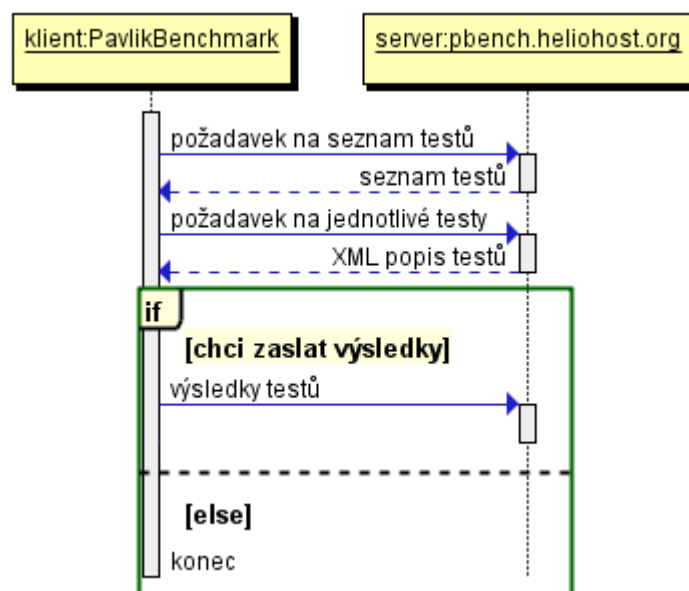 klient:PavlikBenchmark
server:pbench.heliohost.org
požadavek na seznam testů
seznam testů
požadavek na jednotlivé testy
XML popis testů
if
[chci zaslat výsledky]
výsledky testů
[else]
konec